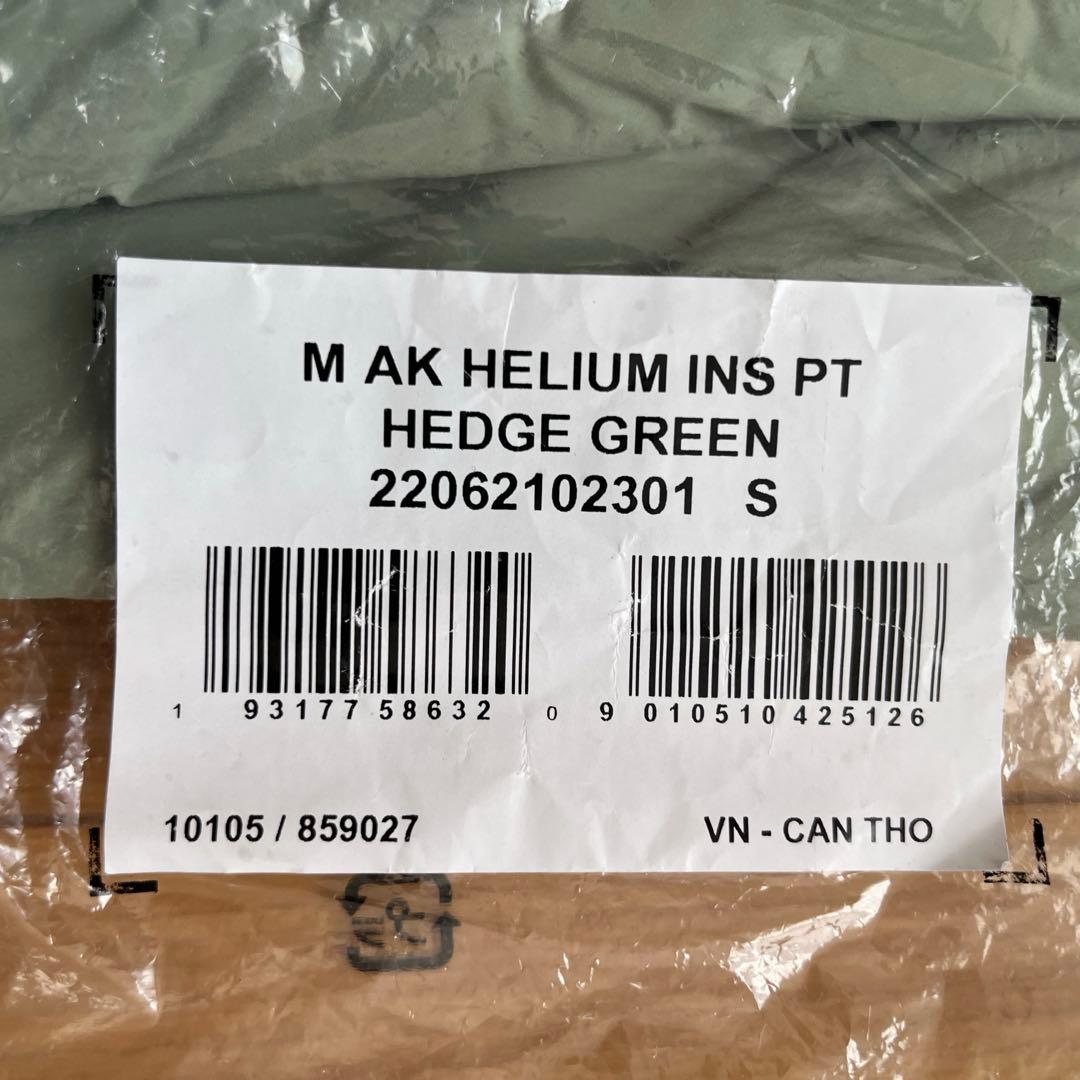 M AK HELIUM INS PT
HEDGE GREEN
22062102301 S
1 93177 58632 0
9 010510 425126
10105 / 859027
VN - CAN THO